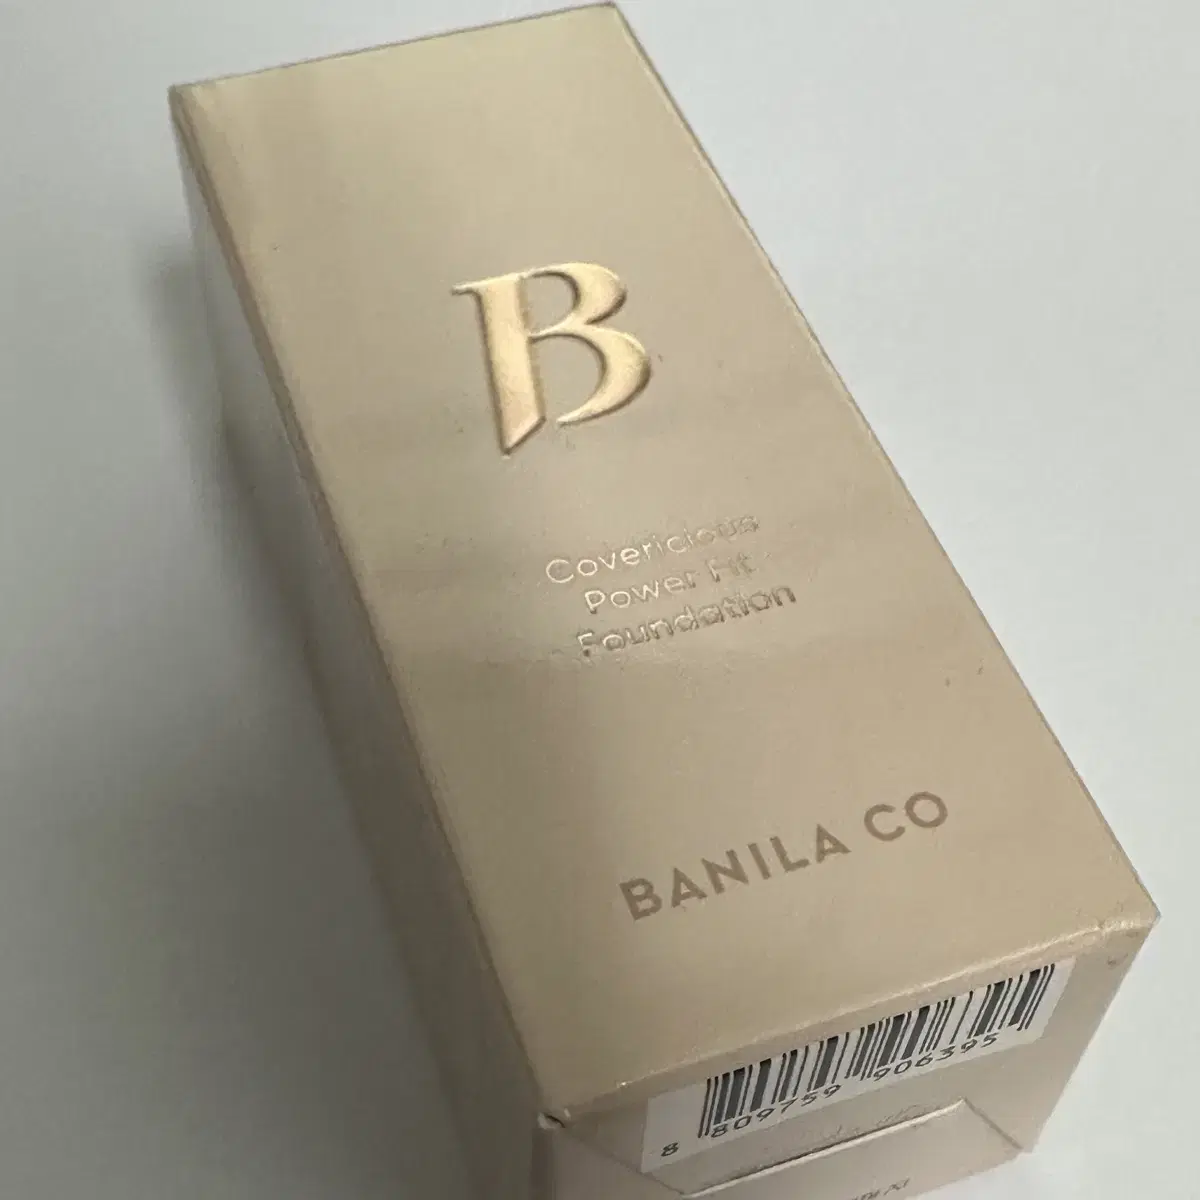 B
Covericious
Power Fit
Foundation
BANILA CO
8 809759 906395